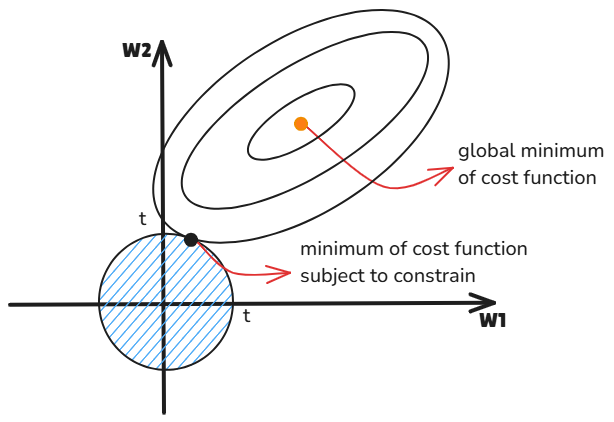 W2
global minimum
of cost function
t
minimum of cost function
subject to constrain
t
W1